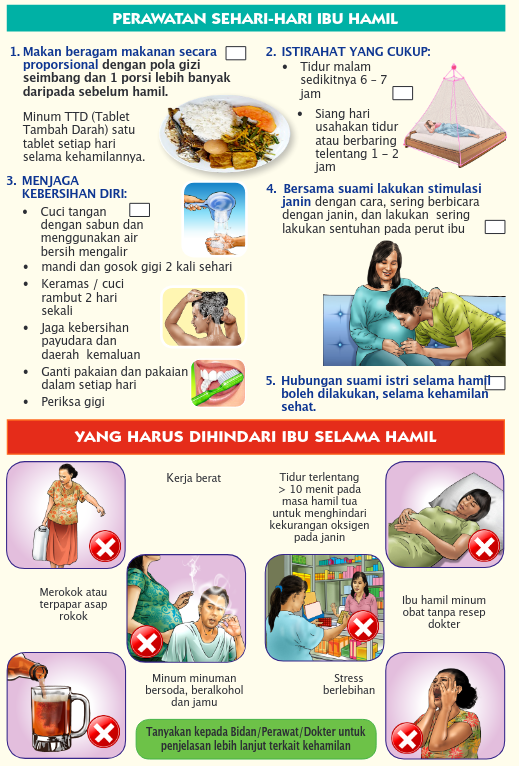 PERAWATAN SEHARI-HARI IBU HAMIL
1. Makan beragam makanan secara
proporsional dengan pola gizi
seimbang dan 1 porsi lebih banyak
daripada sebelum hamil.
Minum TTD (Tablet
Tambah Darah) satu
tablet setiap hari
selama kehamilannya.
2. ISTIRAHAT YANG CUKUP:
• Tidur malam
sedikitnya 6 – 7
jam
• Siang hari
usahakan tidur
atau berbaring
telentang 1 – 2
jam
3. MENJAGA
KEBERSIHAN DIRI:
• Cuci tangan
dengan sabun dan
menggunakan air
bersih mengalir
• mandi dan gosok gigi 2 kali sehari
• Keramas / cuci
rambut 2 hari
sekali
• Jaga kebersihan
payudara dan
daerah kemaluan
• Ganti pakaian dan pakaian
dalam setiap hari
• Periksa gigi
4. Bersama suami lakukan stimulasi
janin dengan cara, sering berbicara
dengan janin, dan lakukan sering
lakukan sentuhan pada perut ibu
5. Hubungan suami istri selama hamil
boleh dilakukan, selama kehamilan
sehat.
YANG HARUS DIHINDARI IBU SELAMA HAMIL
Kerja berat
Tidur terlentang
> 10 menit pada
masa hamil tua
untuk menghindari
kekurangan oksigen
pada janin
Merokok atau
terpapar asap
rokok
Ibu hamil minum
obat tanpa resep
dokter
Minum minuman
bersoda, beralkohol
dan jamu
Stress
berlebihan
Tanyakan kepada Bidan/Perawat/Dokter untuk
penjelasan lebih lanjut terkait kehamilan